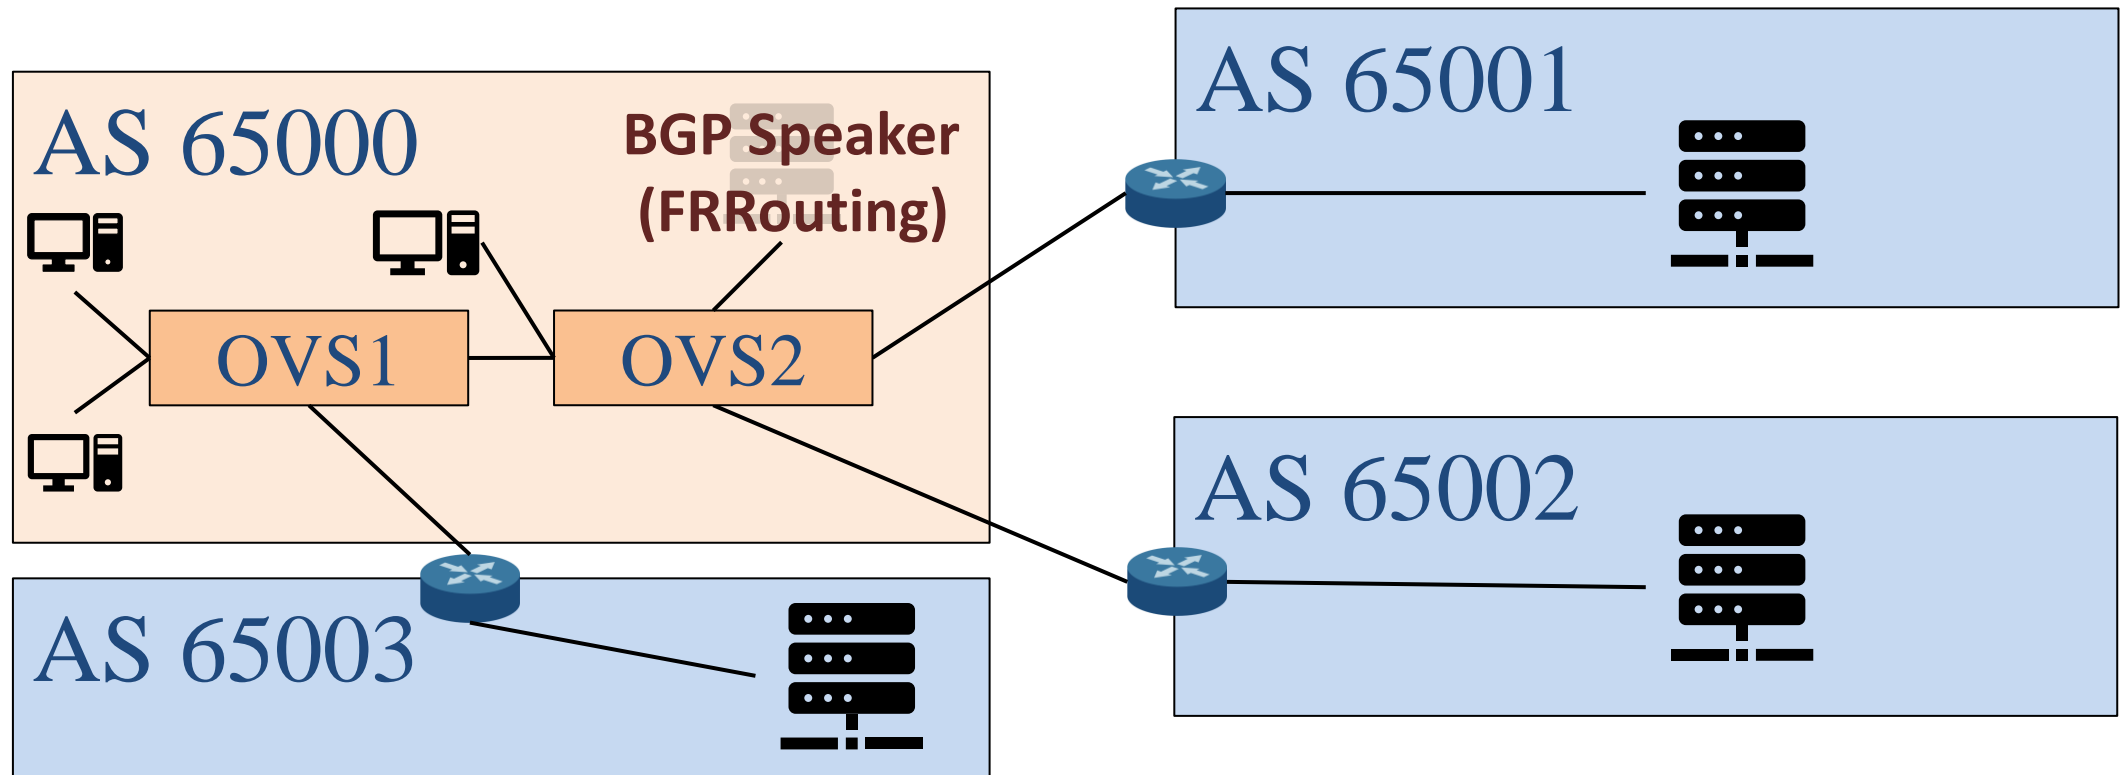 AS 65000
BGP Speaker
(FRRouting)
OVS1
OVS2
AS 65001
AS 65002
AS 65003